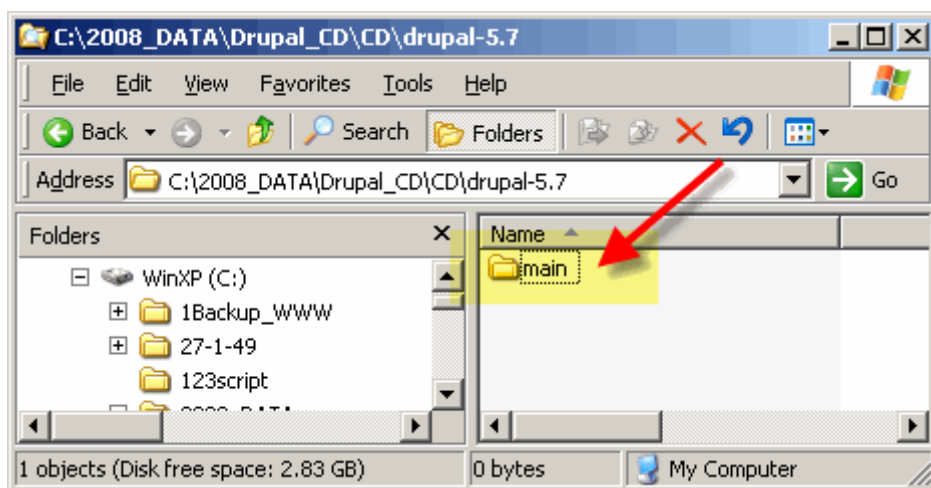 C:\2008_DATA\Drupal_CD\CD\drupal-5.7
File Edit View Favorites Tools Help
Back Search Folders
Address C:\2008_DATA\Drupal_CD\CD\drupal-5.7 Go
Folders Name
main
WinXP (C:)
1Backup_WWW
27-1-49
123script
1 objects (Disk free space: 2.83 GB) 0 bytes My Computer